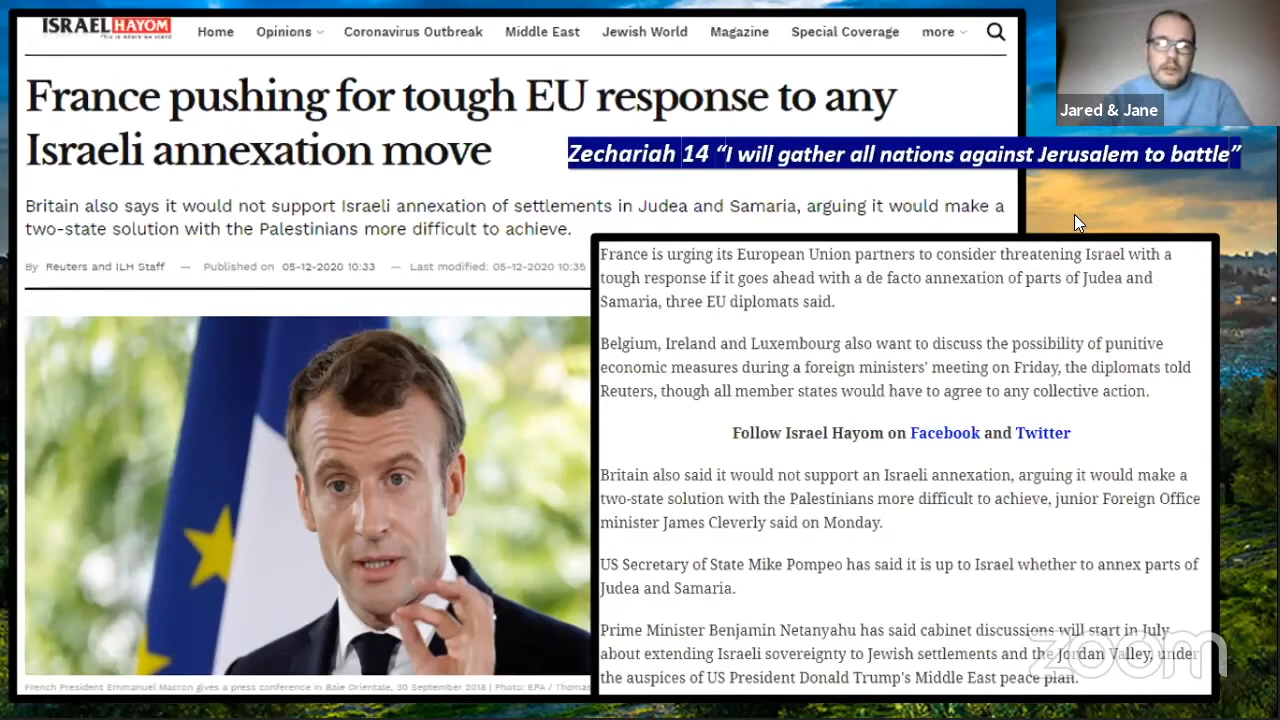 ISRAEL HAYOM
This is where we stand
Home Opinions Coronavirus Outbreak Middle East Jewish World Magazine Special Coverage more
France pushing for tough EU response to any
Israeli annexation move
Britain also says it would not support Israeli annexation of settlements in Judea and Samaria, arguing it would make a
two-state solution with the Palestinians more difficult to achieve.
By Reuters and ILH Staff — Published on 05-12-2020 10:33 — Last modified: 05-12-2020 10:35
French President Emmanuel Macron gives a press conference in Baie Orientale, 30 September 2018 | Photo: EPA / Thomas
Jared & Jane
Zechariah 14 “I will gather all nations against Jerusalem to battle”
France is urging its European Union partners to consider threatening Israel with a
tough response if it goes ahead with a de facto annexation of parts of Judea and
Samaria, three EU diplomats said.
Belgium, Ireland and Luxembourg also want to discuss the possibility of punitive
economic measures during a foreign ministers' meeting on Friday, the diplomats told
Reuters, though all member states would have to agree to any collective action.
Follow Israel Hayom on Facebook and Twitter
Britain also said it would not support an Israeli annexation, arguing it would make a
two-state solution with the Palestinians more difficult to achieve, junior Foreign Office
minister James Cleverly said on Monday.
US Secretary of State Mike Pompeo has said it is up to Israel whether to annex parts of
Judea and Samaria.
Prime Minister Benjamin Netanyahu has said cabinet discussions will start in July
about extending Israeli sovereignty to Jewish settlements and the Jordan Valley, under
the auspices of US President Donald Trump's Middle East peace plan.
zoom